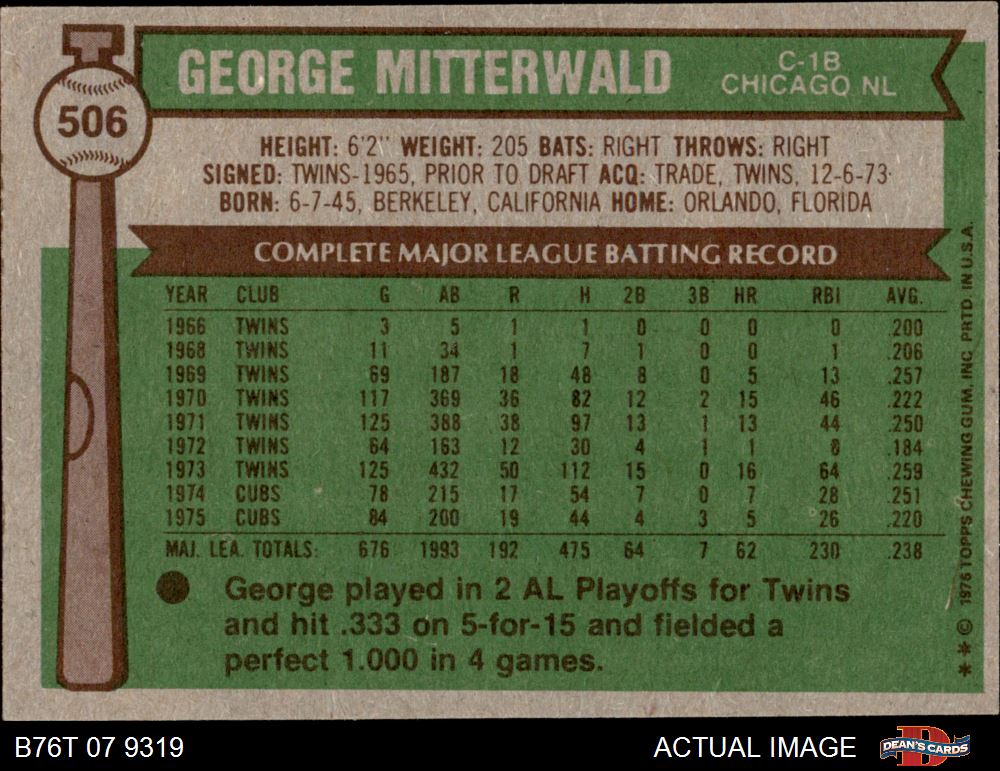 506
GEORGE MITTERWALD C-1B
CHICAGO NL
HEIGHT: 6'2" WEIGHT: 205 BATS: RIGHT THROWS: RIGHT
SIGNED: TWINS-1965, PRIOR TO DRAFT ACQ: TRADE, TWINS, 12-6-73
BORN: 6-7-45, BERKELEY, CALIFORNIA HOME: ORLANDO, FLORIDA
COMPLETE MAJOR LEAGUE BATTING RECORD
YEAR CLUB G AB R H 2B 3B HR RBI AVG.
1966 TWINS 3 5 1 1 0 0 0 0 .200
1968 TWINS 11 34 1 7 1 0 0 1 .206
1969 TWINS 69 187 18 48 8 0 5 13 .257
1970 TWINS 117 369 36 82 12 2 15 46 .222
1971 TWINS 125 388 38 97 13 1 13 44 .250
1972 TWINS 64 163 12 30 4 1 1 8 .184
1973 TWINS 125 432 50 112 15 0 16 64 .259
1974 CUBS 78 215 17 54 7 0 7 28 .251
1975 CUBS 84 200 19 44 4 3 5 26 .220
MAJ. LEA. TOTALS: 676 1993 192 475 64 7 62 230 .238
George played in 2 AL Playoffs for Twins
and hit .333 on 5-for-15 and fielded a
perfect 1.000 in 4 games.
* * © 1976 TOPPS CHEWING GUM, INC. PRTD. IN U.S.A.
B76T 07 9319 ACTUAL IMAGE DEAN'S CARDS